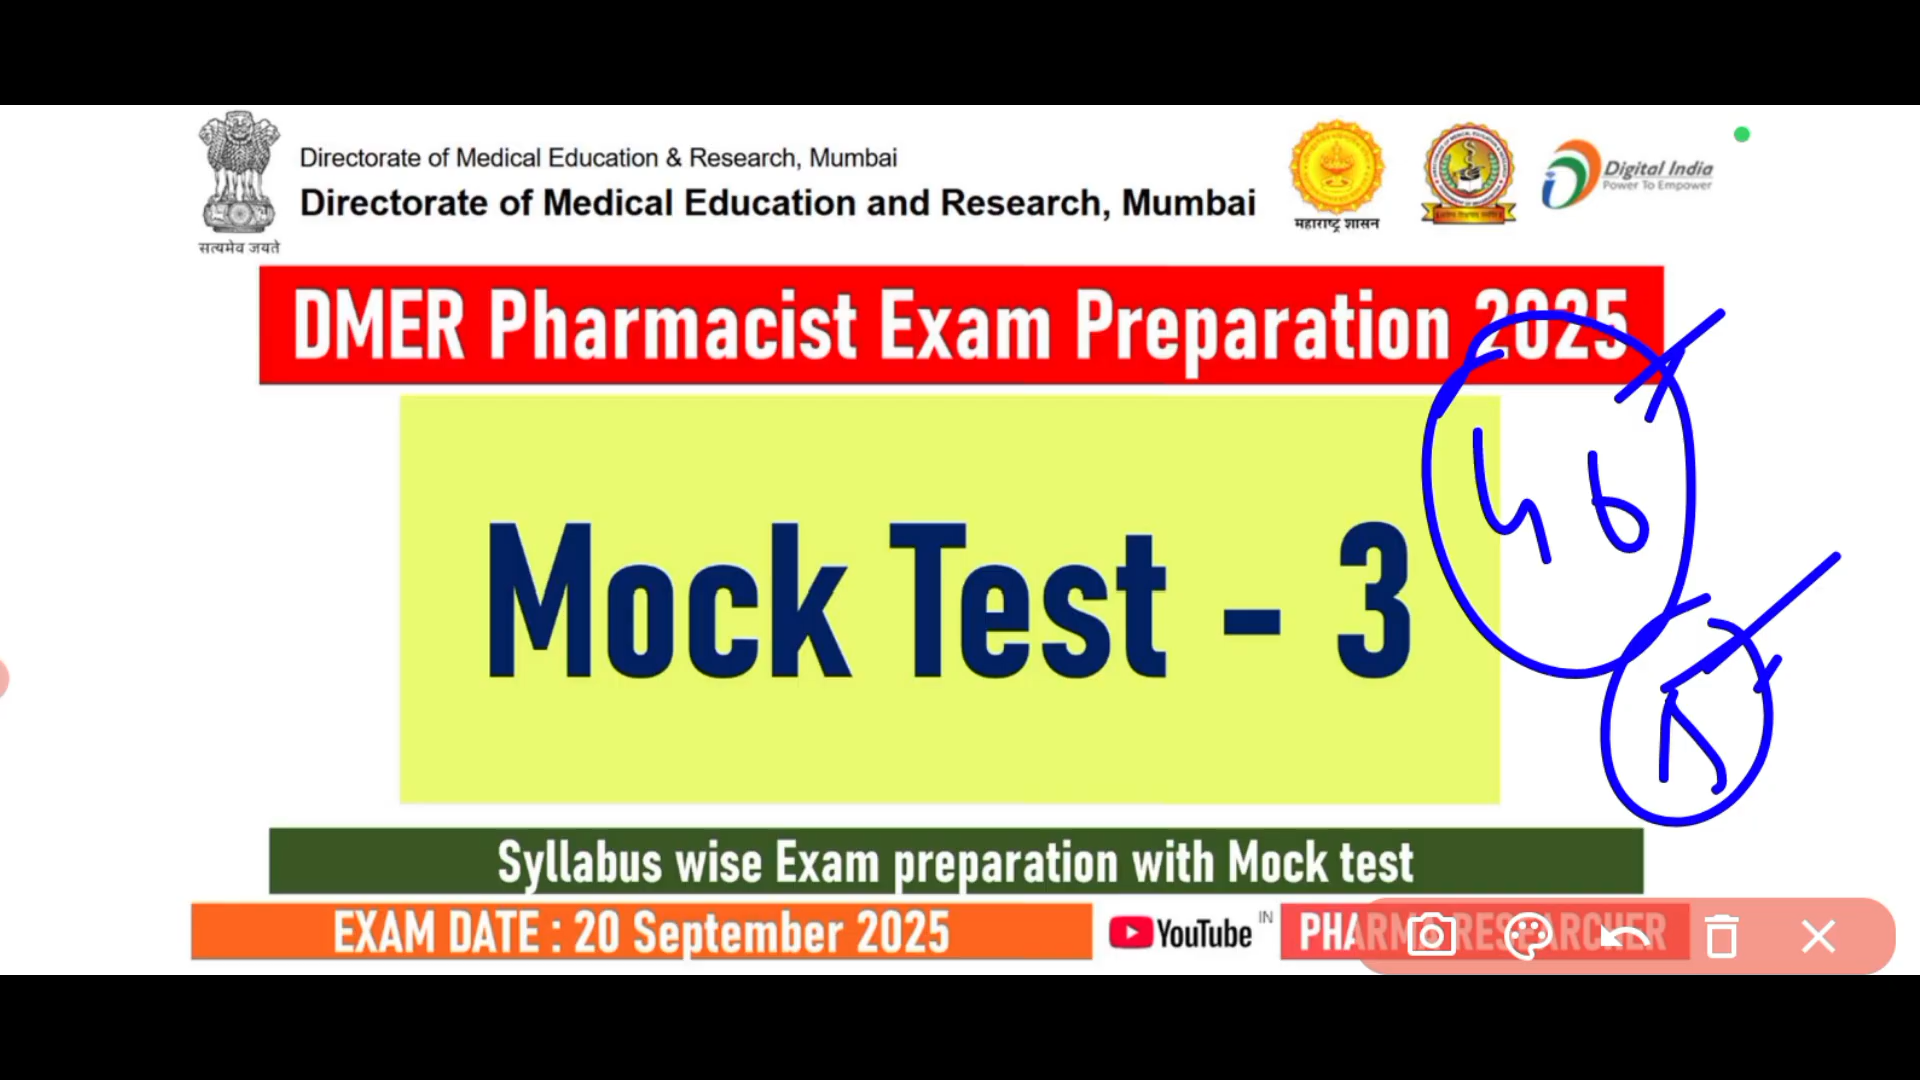 Directorate of Medical Education & Research, Mumbai
Directorate of Medical Education and Research, Mumbai
सत्यमेव जयते
महाराष्ट्र शासन
Digital India
Power To Empower
DMER Pharmacist Exam Preparation 2025
Mock Test - 3
Syllabus wise Exam preparation with Mock test
EXAM DATE : 20 September 2025
YouTube IN
PHARMA RESEARCHER